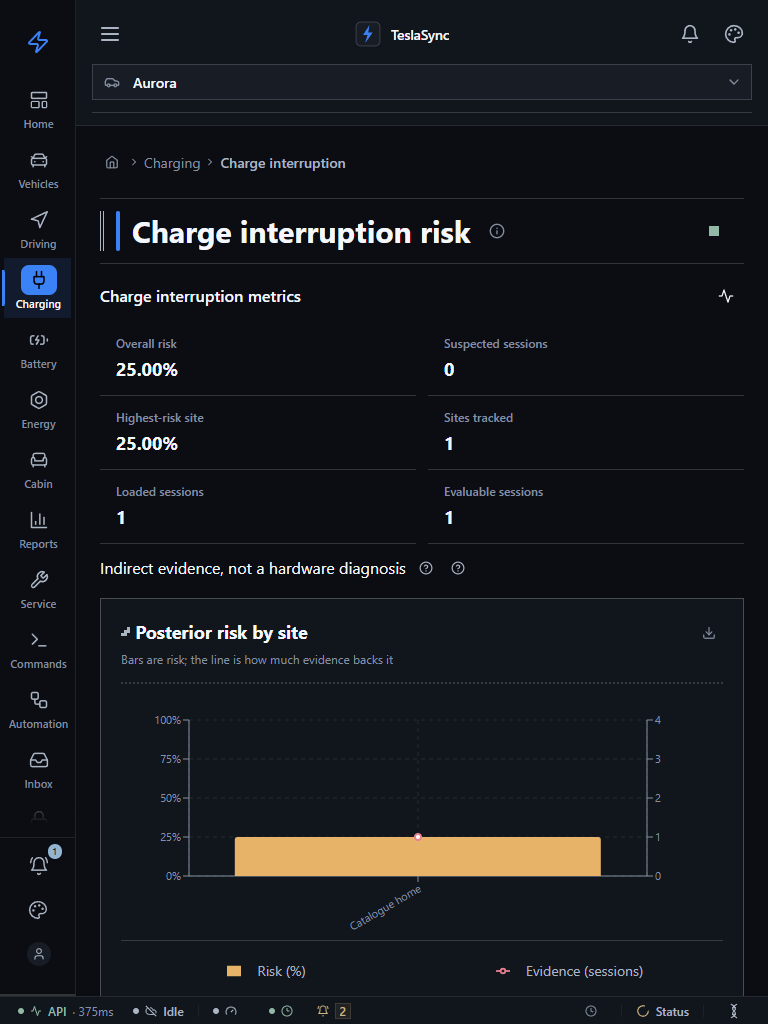 TeslaSync
Aurora
Home
Vehicles
Driving
Charging
Battery
Energy
Cabin
Reports
Service
Commands
Automation
Inbox
1
Charging
Charge interruption
Charge interruption risk
Charge interruption metrics
Overall risk
25.00%
Suspected sessions
0
Highest-risk site
25.00%
Sites tracked
1
Loaded sessions
1
Evaluable sessions
1
Indirect evidence, not a hardware diagnosis
Posterior risk by site
Bars are risk; the line is how much evidence backs it
100%
75%
50%
25%
0%
4
3
2
1
0
Catalogue home
Risk (%)
Evidence (sessions)
API · 375ms
Idle
2
Status